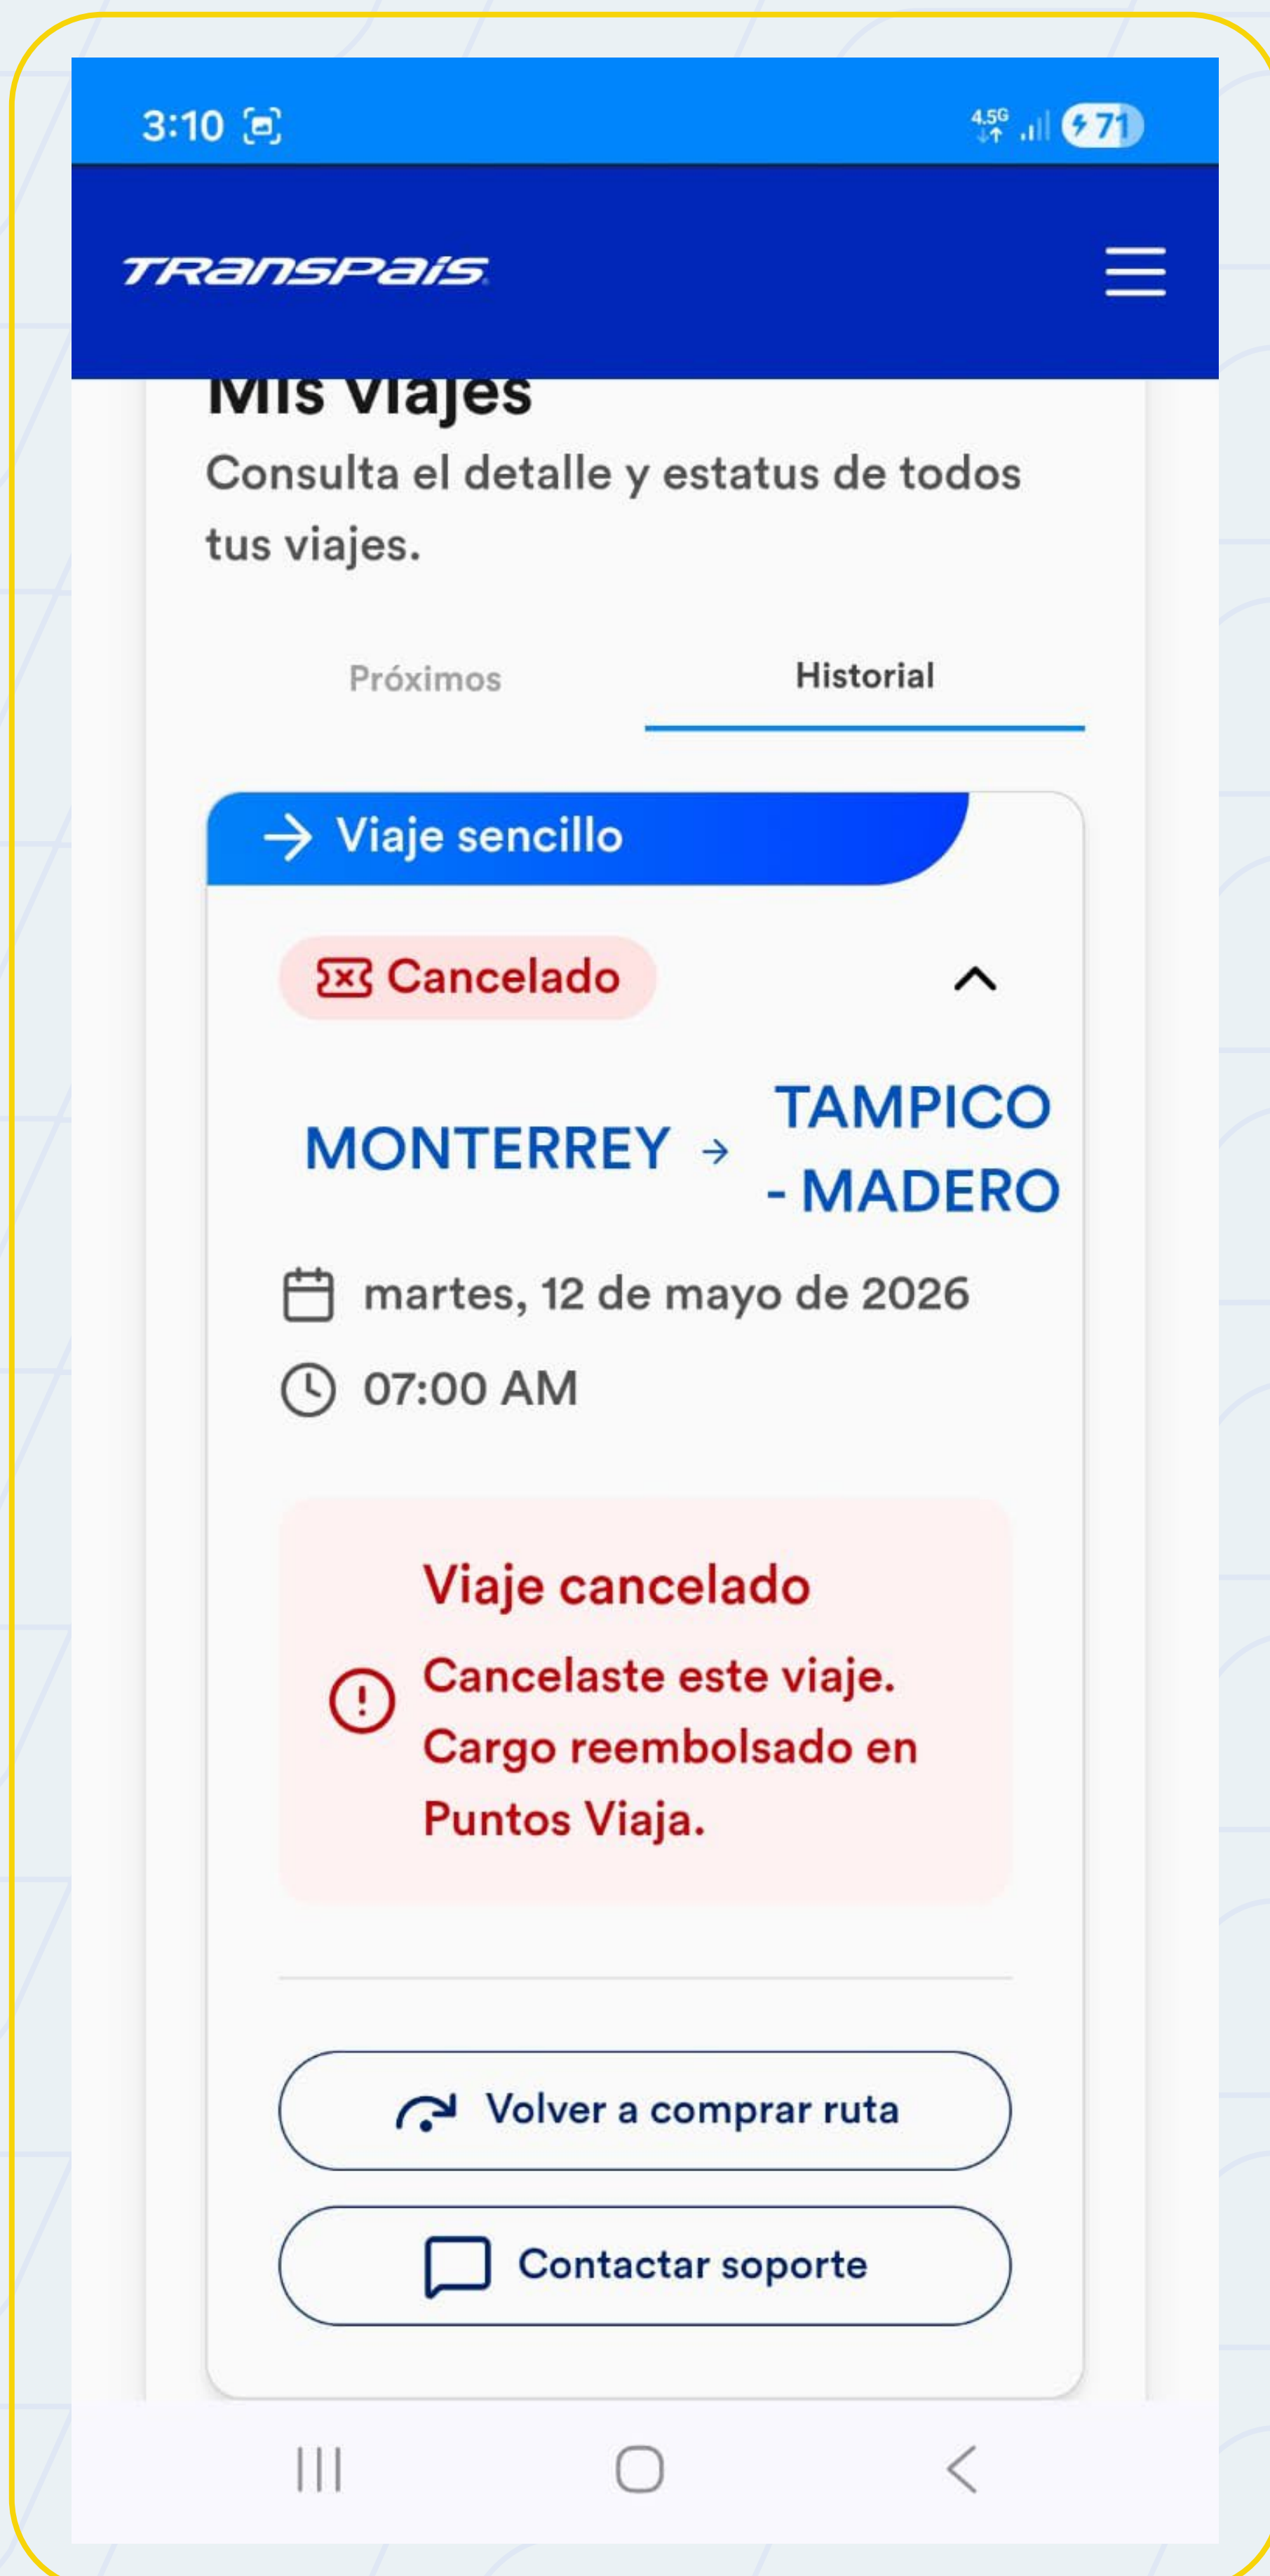 3:10
4.5G
71
TRANSPAIS
Mis viajes
Consulta el detalle y estatus de todos
tus viajes.
Próximos
Historial
Viaje sencillo
Cancelado
MONTERREY
TAMPICO
- MADERO
martes, 12 de mayo de 2026
07:00 AM
Viaje cancelado
Cancelaste este viaje.
Cargo reembolsado en
Puntos Viaja.
Volver a comprar ruta
Contactar soporte